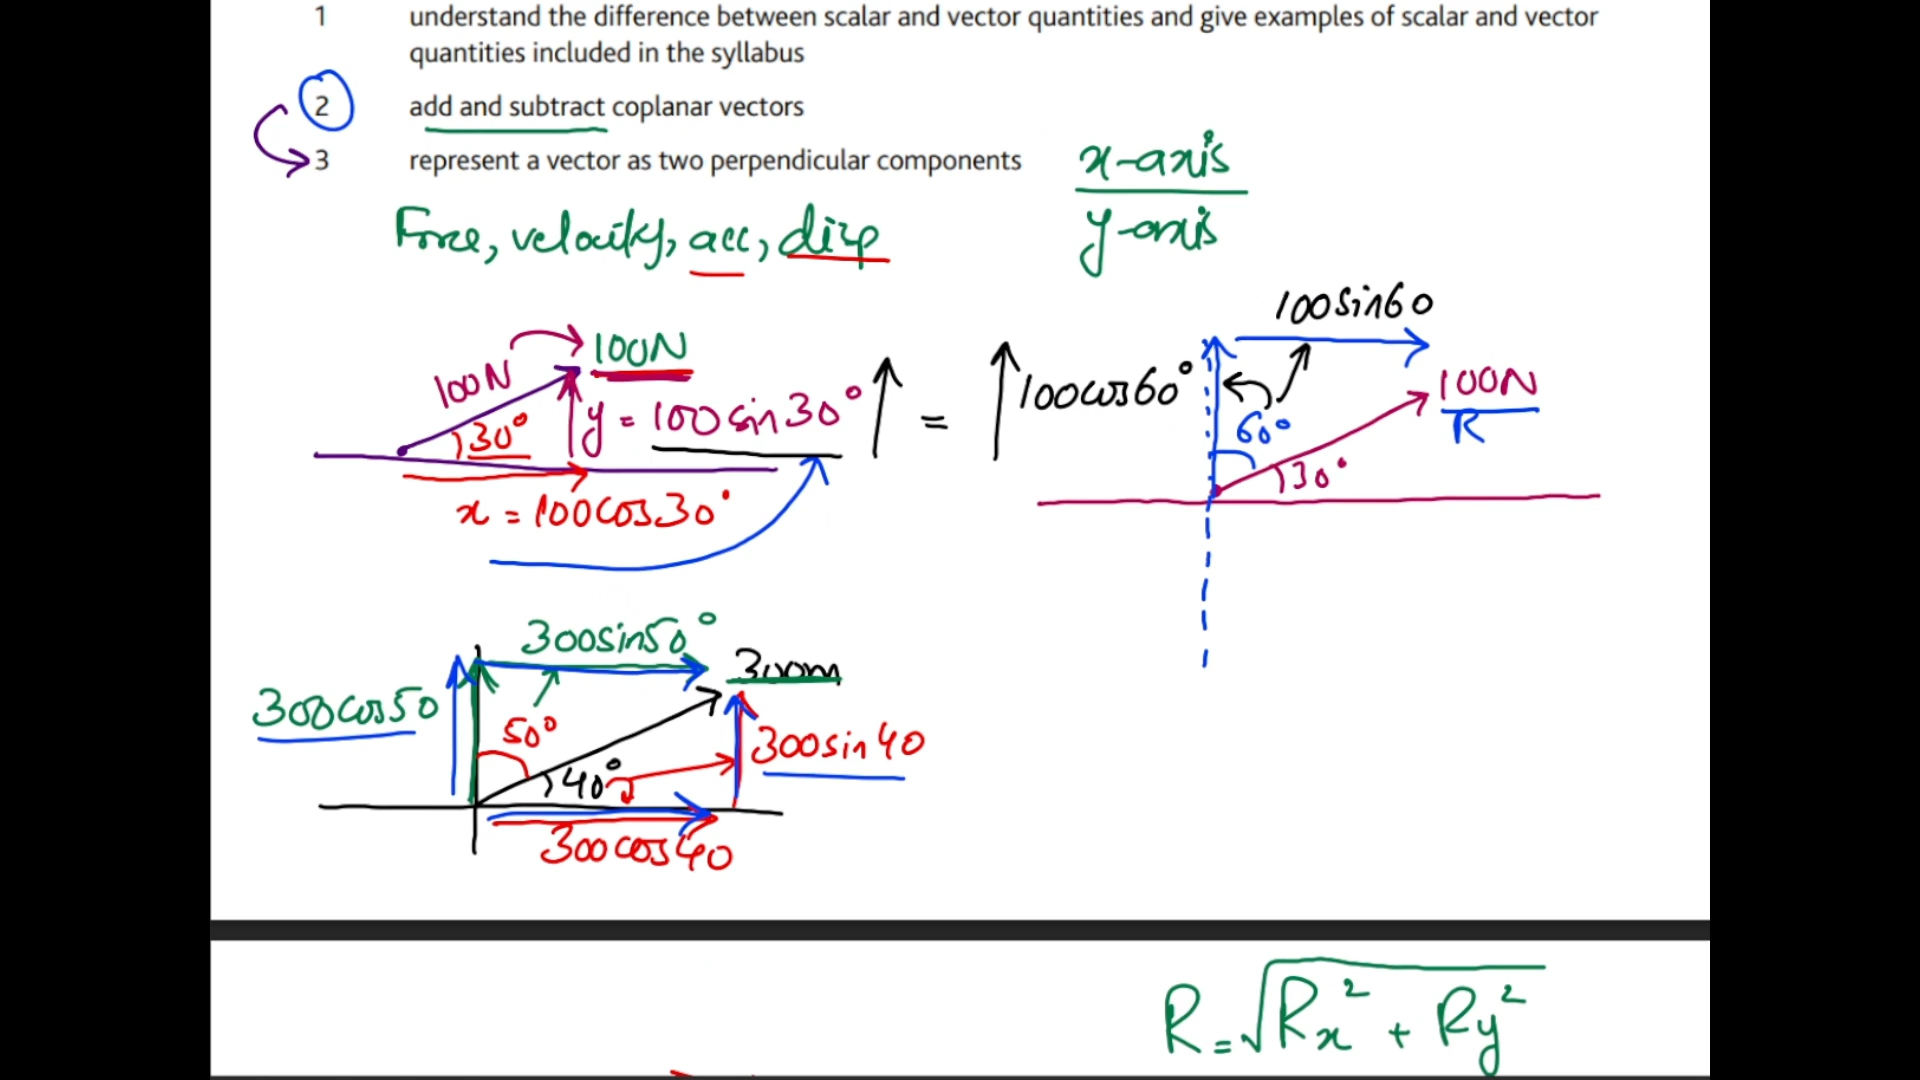 1 understand the difference between scalar and vector quantities and give examples of scalar and vector
quantities included in the syllabus
2 add and subtract coplanar vectors
3 represent a vector as two perpendicular components
x-axis
y-axis
Force, velocity, acc, disp
100N
100N
30°
y = 100sin30°
x = 100cos30°
=
100cos60°
100sin60
100N
R
60°
30°
300sin50°
300m
300cos50
50°
40°
300sin40
300cos40
R = √Rx² + Ry²